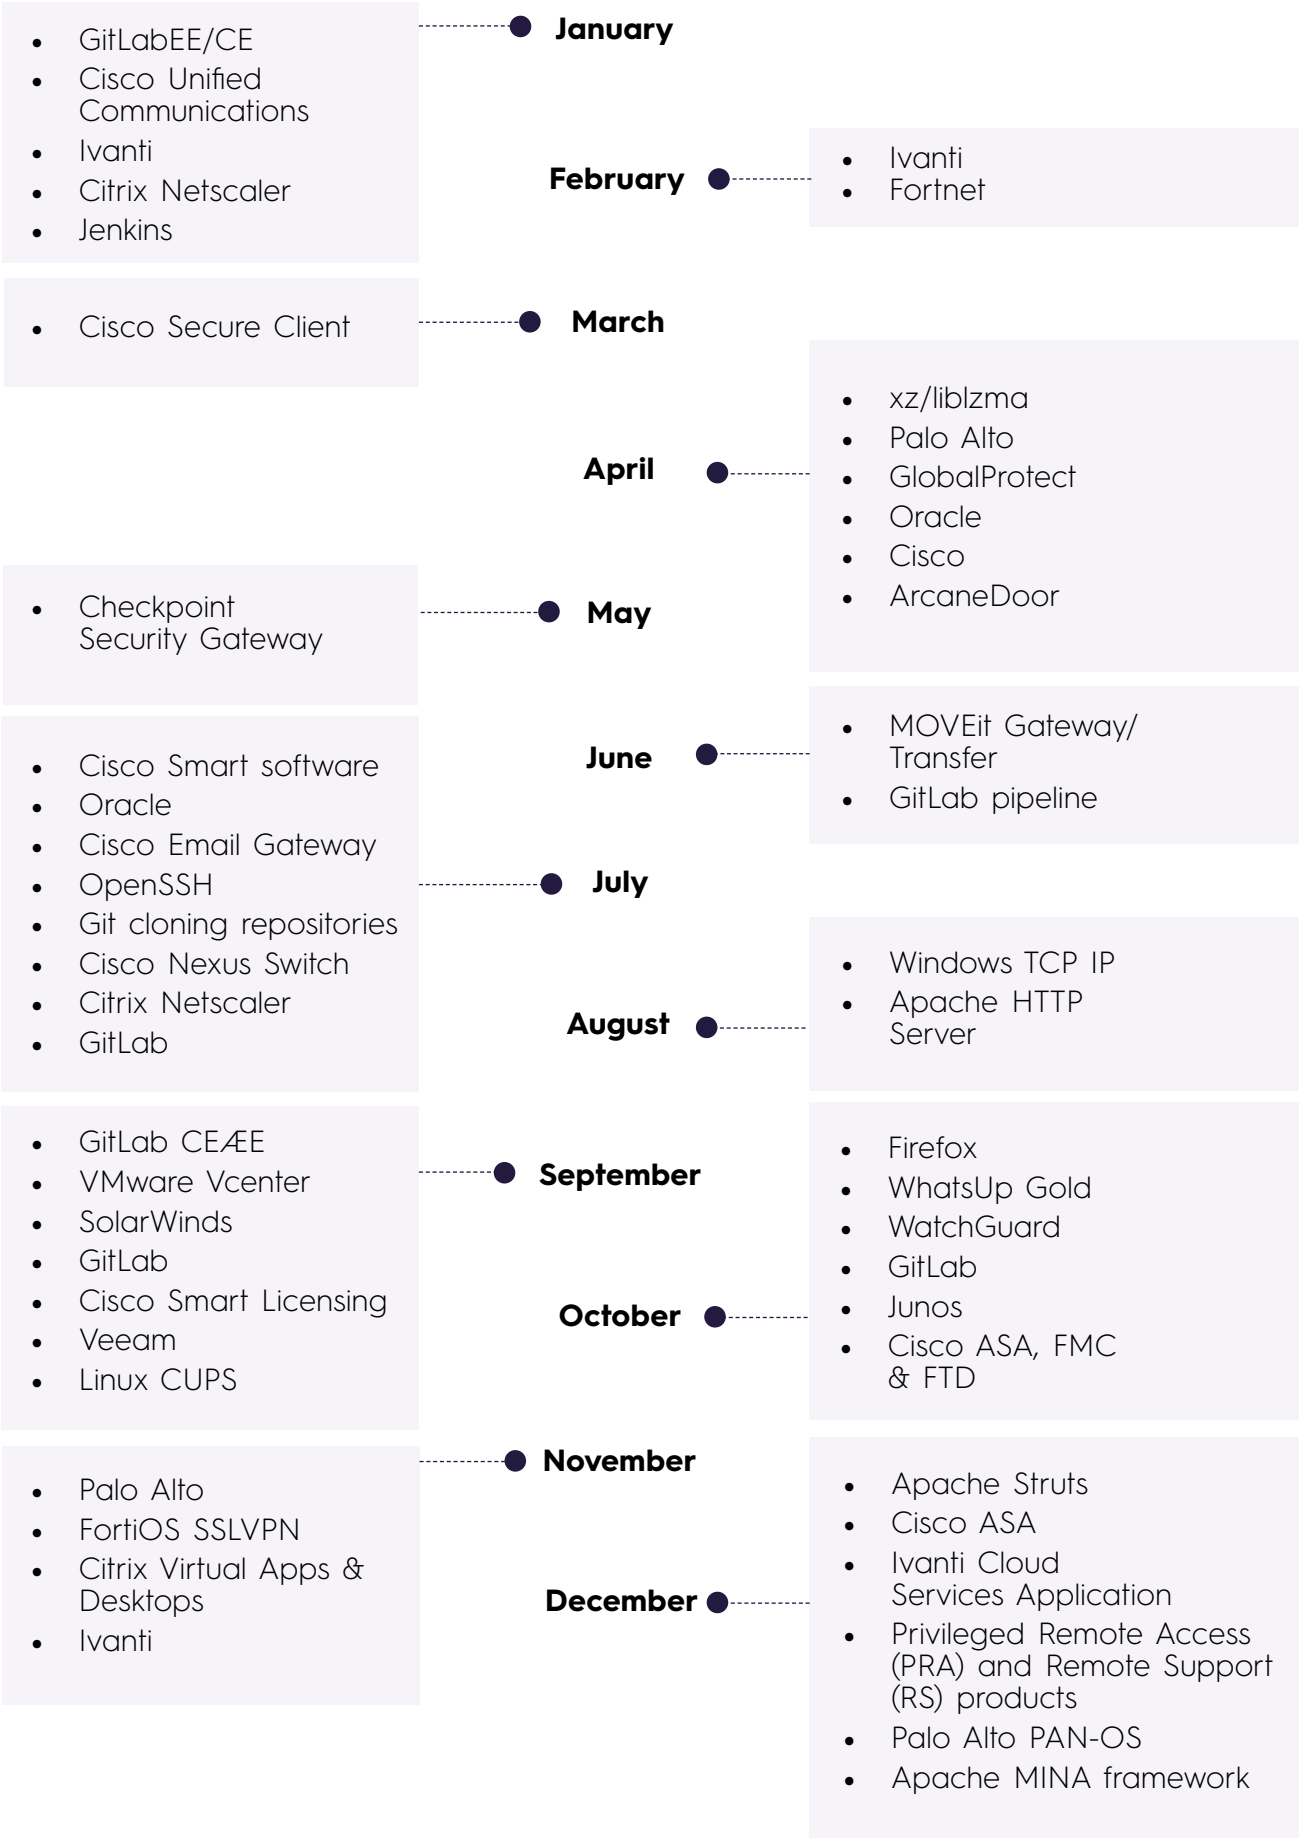 January
• GitLabEE/CE
• Cisco Unified
Communications
• Ivanti
• Citrix Netscaler
• Jenkins
February
• Ivanti
• Fortnet
March
• Cisco Secure Client
April
• xz/liblzma
• Palo Alto
• GlobalProtect
• Oracle
• Cisco
• ArcaneDoor
May
• Checkpoint
Security Gateway
June
• MOVEit Gateway/
Transfer
• GitLab pipeline
July
• Cisco Smart software
• Oracle
• Cisco Email Gateway
• OpenSSH
• Git cloning repositories
• Cisco Nexus Switch
• Citrix Netscaler
• GitLab
August
• Windows TCP IP
• Apache HTTP
Server
September
• GitLab CEÆE
• VMware Vcenter
• SolarWinds
• GitLab
• Cisco Smart Licensing
• Veeam
• Linux CUPS
October
• Firefox
• WhatsUp Gold
• WatchGuard
• GitLab
• Junos
• Cisco ASA, FMC
& FTD
November
• Palo Alto
• FortiOS SSLVPN
• Citrix Virtual Apps &
Desktops
• Ivanti
December
• Apache Struts
• Cisco ASA
• Ivanti Cloud
Services Application
• Privileged Remote Access
(PRA) and Remote Support
(RS) products
• Palo Alto PAN-OS
• Apache MINA framework